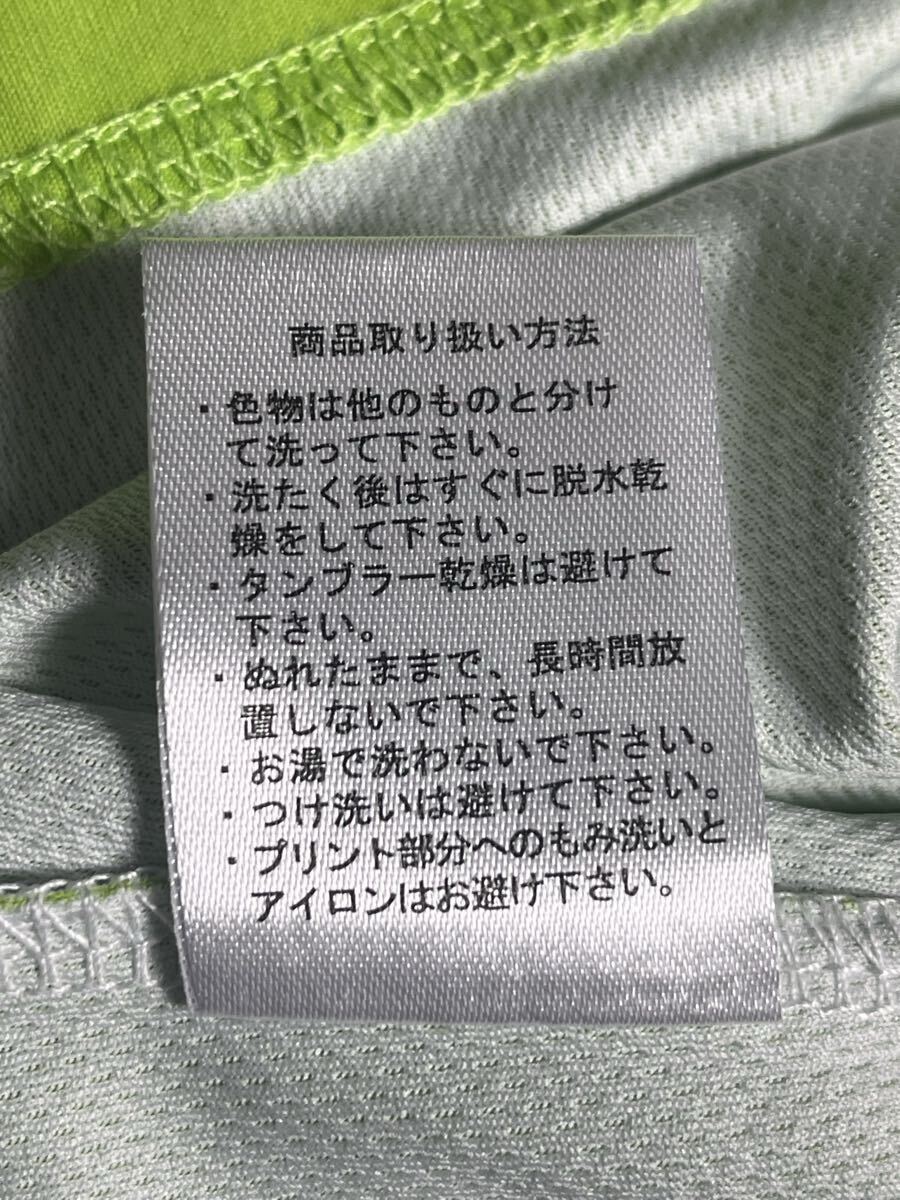 商品取り扱い方法
・色物は他のものと分け
て洗って下さい。
・洗たく後はすぐに脱水乾
燥をして下さい。
・タンブラー乾燥は避けて
下さい。
・ぬれたままで、長時間放
置しないで下さい。
・お湯で洗わないで下さい。
・つけ洗いは避けて下さい。
・プリント部分へのもみ洗いと
アイロンはお避け下さい。